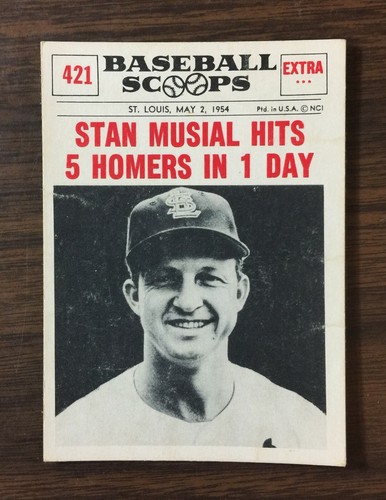 421
BASEBALL
SCOOPS
EXTRA
ST. LOUIS, MAY 2, 1954 Ptd. in U.S.A. © NCI
STAN MUSIAL HITS
5 HOMERS IN 1 DAY
STL